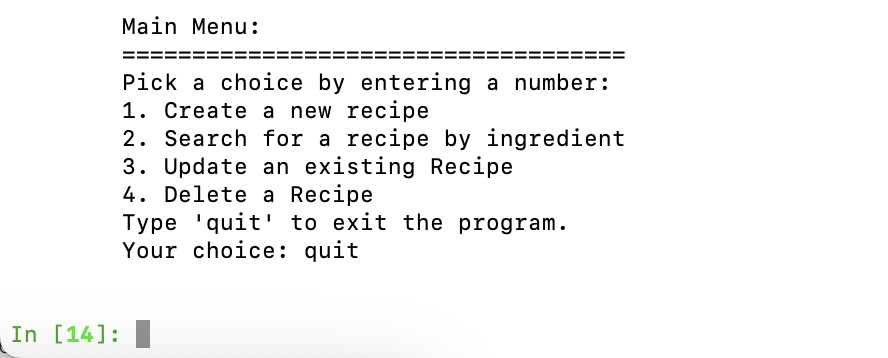 Main Menu:
====================================
Pick a choice by entering a number:
1. Create a new recipe
2. Search for a recipe by ingredient
3. Update an existing Recipe
4. Delete a Recipe
Type 'quit' to exit the program.
Your choice: quit
In [14]: